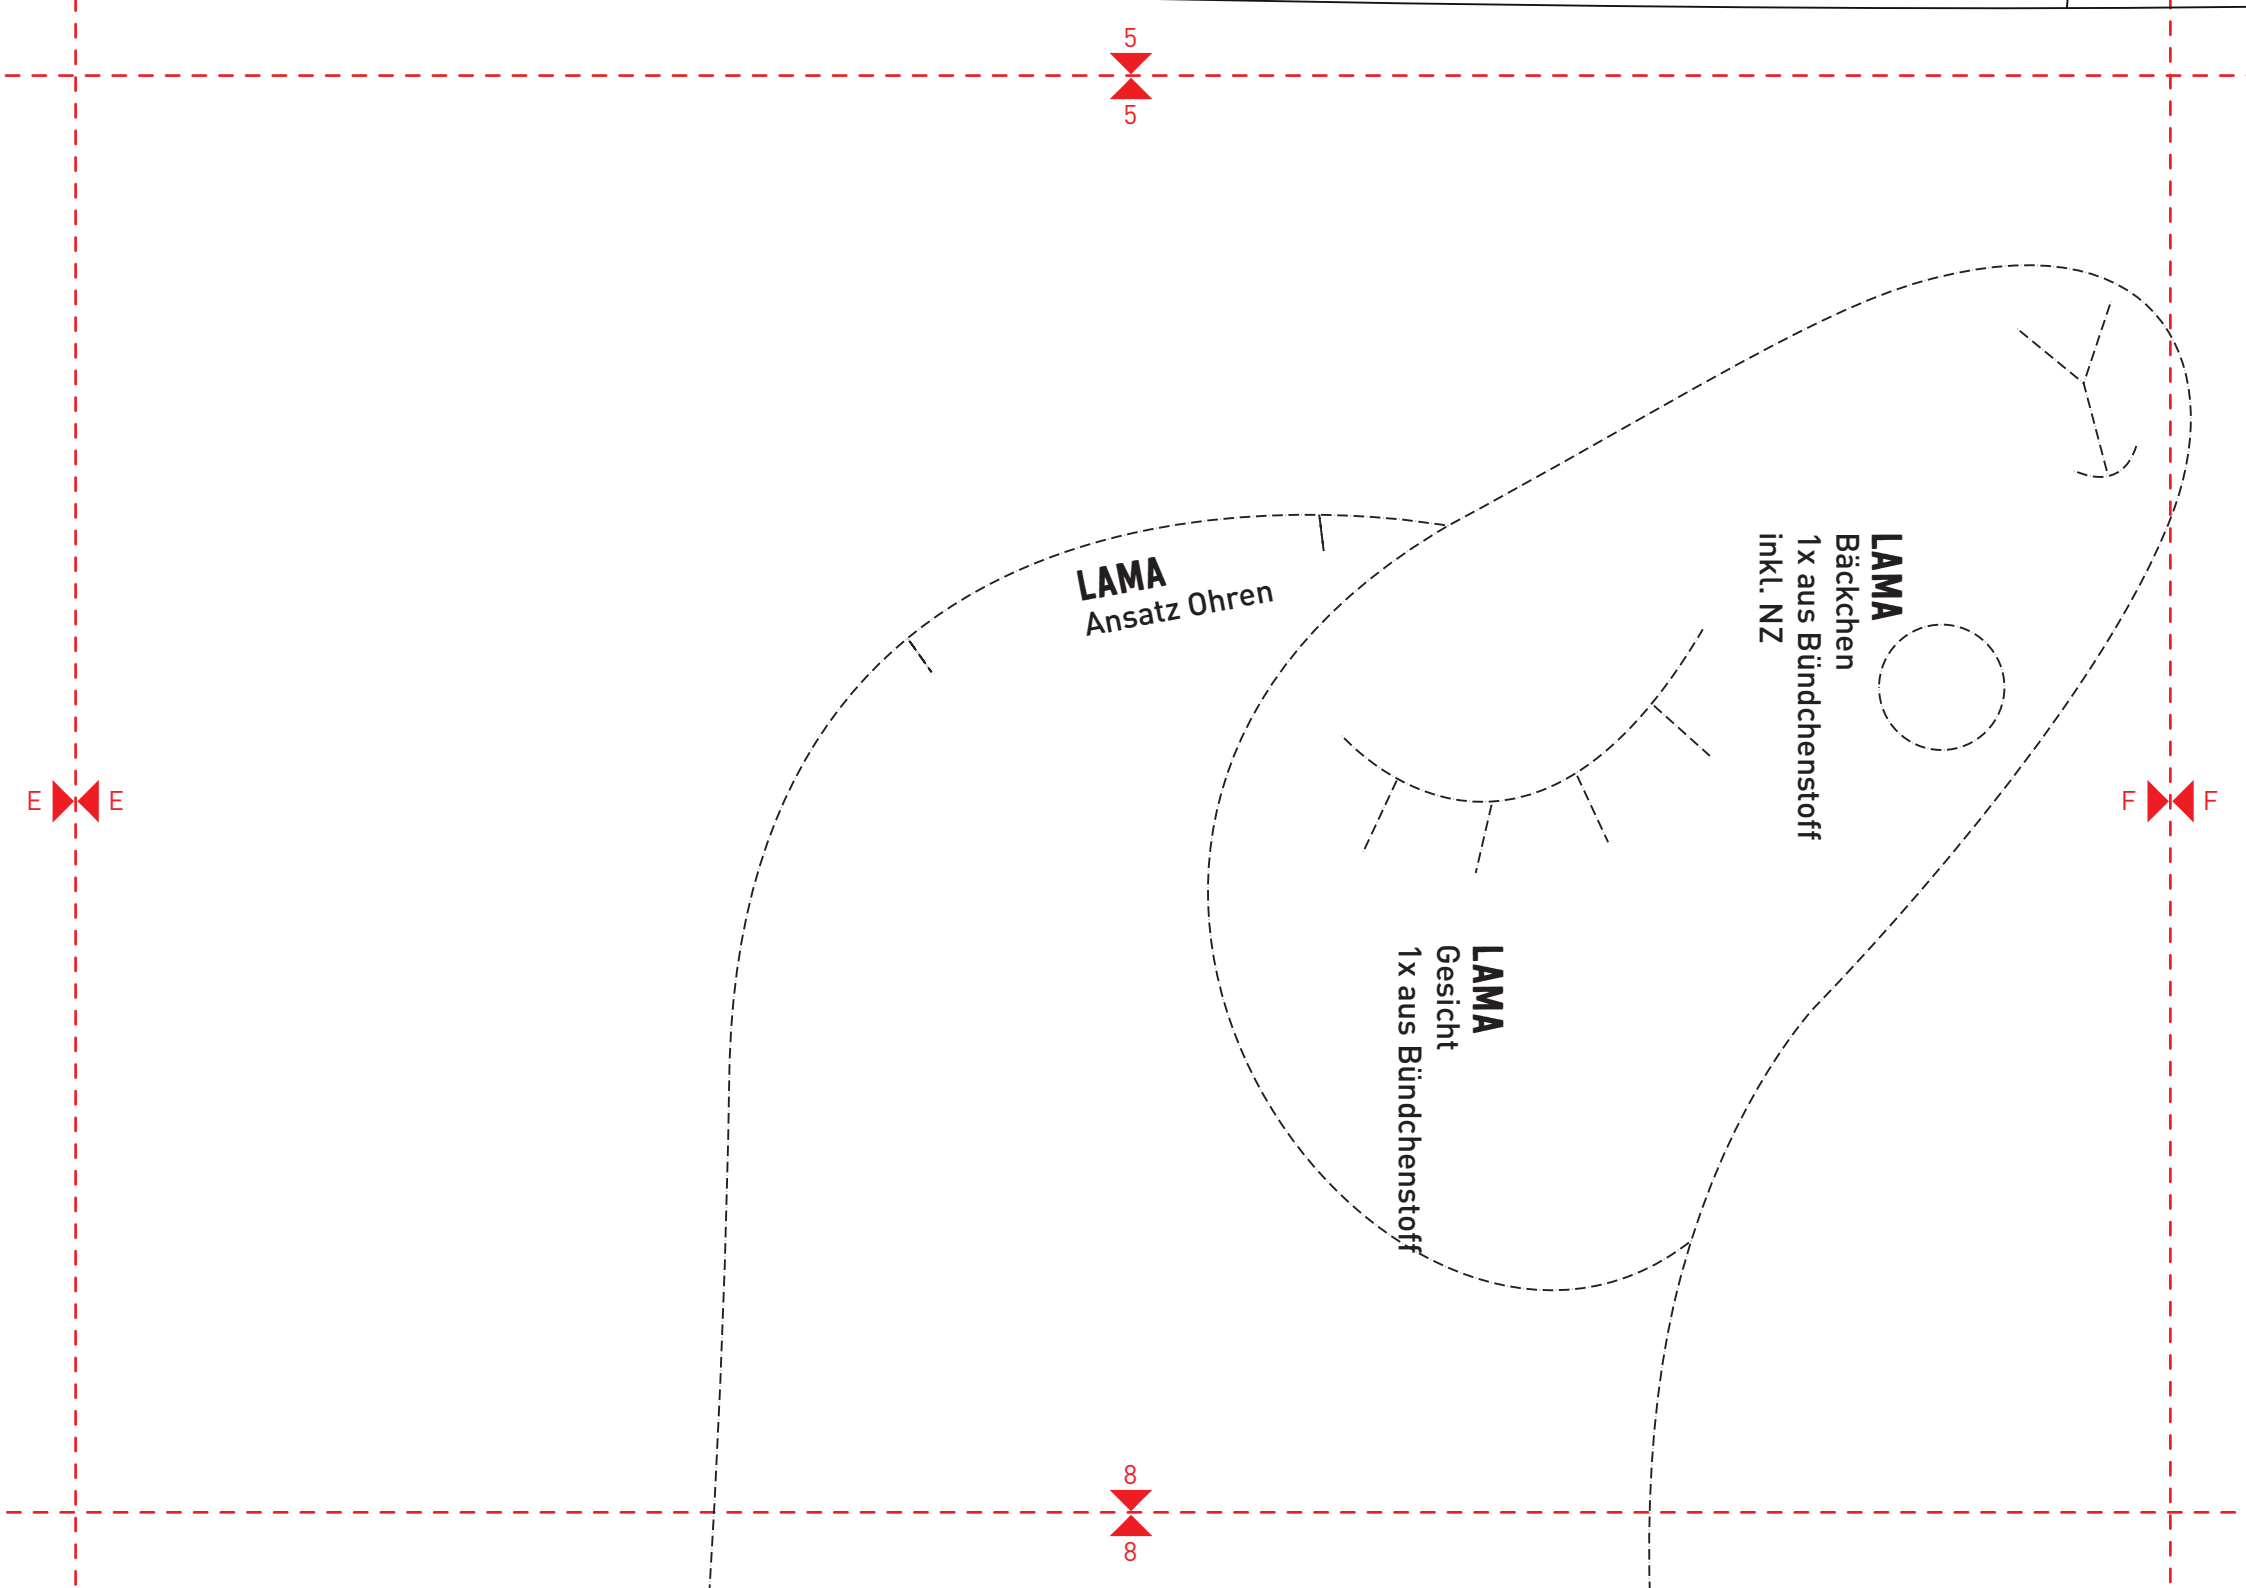 5
5
LAMA
Ansatz Ohren
LAMA
Bäckchen
1x aus Bündchenstoff
inkl. NZ
E
E
F
F
LAMA
Gesicht
1x aus Bündchenstoff
8
8